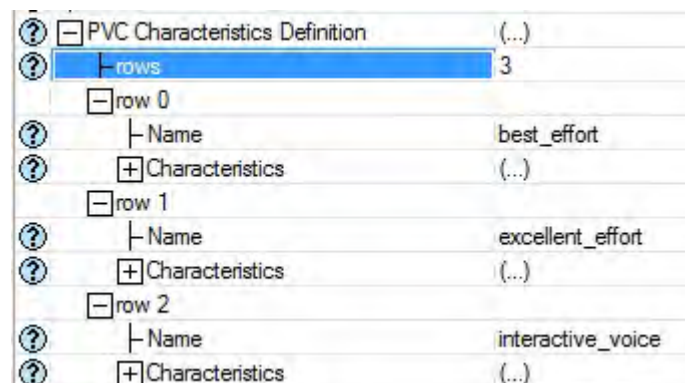 PVC Characteristics Definition (...)
rows 3
row 0
Name best_effort
Characteristics (...)
row 1
Name excellent_effort
Characteristics (...)
row 2
Name interactive_voice
Characteristics (...)